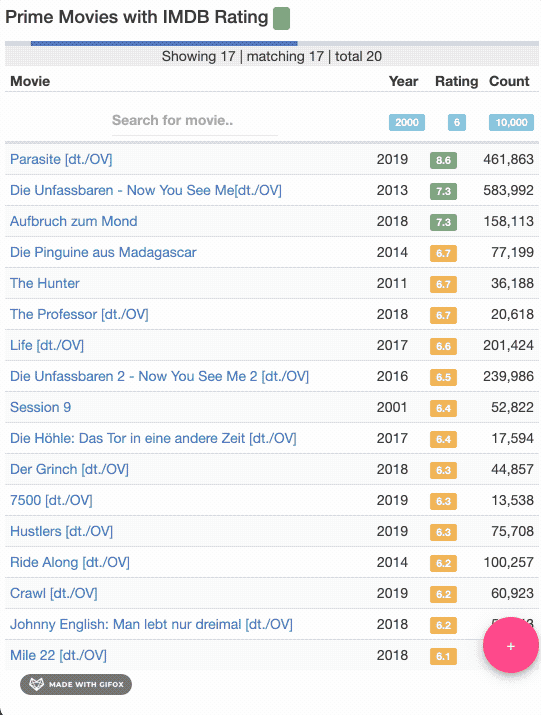 Prime Movies with IMDB Rating
Showing 17 | matching 17 | total 20
Movie Year Rating Count
Search for movie.. 2000 6 10,000
Parasite [dt./OV] 2019 8.6 461,863
Die Unfassbaren - Now You See Me[dt./OV] 2013 7.3 583,992
Aufbruch zum Mond 2018 7.3 158,113
Die Pinguine aus Madagascar 2014 6.7 77,199
The Hunter 2011 6.7 36,188
The Professor [dt./OV] 2018 6.7 20,618
Life [dt./OV] 2017 6.6 201,424
Die Unfassbaren 2 - Now You See Me 2 [dt./OV] 2016 6.5 239,986
Session 9 2001 6.4 52,822
Die Höhle: Das Tor in eine andere Zeit [dt./OV] 2017 6.4 17,594
Der Grinch [dt./OV] 2018 6.3 44,857
7500 [dt./OV] 2019 6.3 13,538
Hustlers [dt./OV] 2019 6.3 75,708
Ride Along [dt./OV] 2014 6.2 100,257
Crawl [dt./OV] 2019 6.2 60,923
Johnny English: Man lebt nur dreimal [dt./OV] 2018 6.2
Mile 22 [dt./OV] 2018 6.1
+
MADE WITH GIFOX